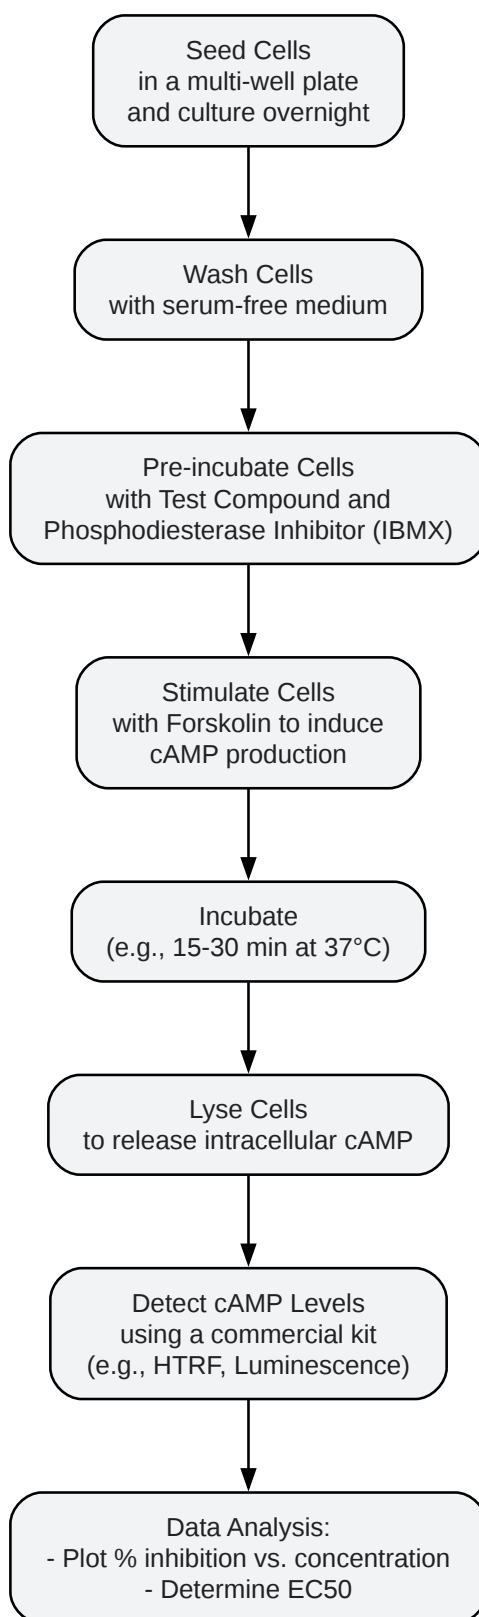 Seed Cells
in a multi-well plate
and culture overnight
Wash Cells
with serum-free medium
Pre-incubate Cells
with Test Compound and
Phosphodiesterase Inhibitor (IBMX)
Stimulate Cells
with Forskolin to induce
cAMP production
Incubate
(e.g., 15-30 min at 37°C)
Lyse Cells
to release intracellular cAMP
Detect cAMP Levels
using a commercial kit
(e.g., HTRF, Luminescence)
Data Analysis:
- Plot % inhibition vs. concentration
- Determine EC50